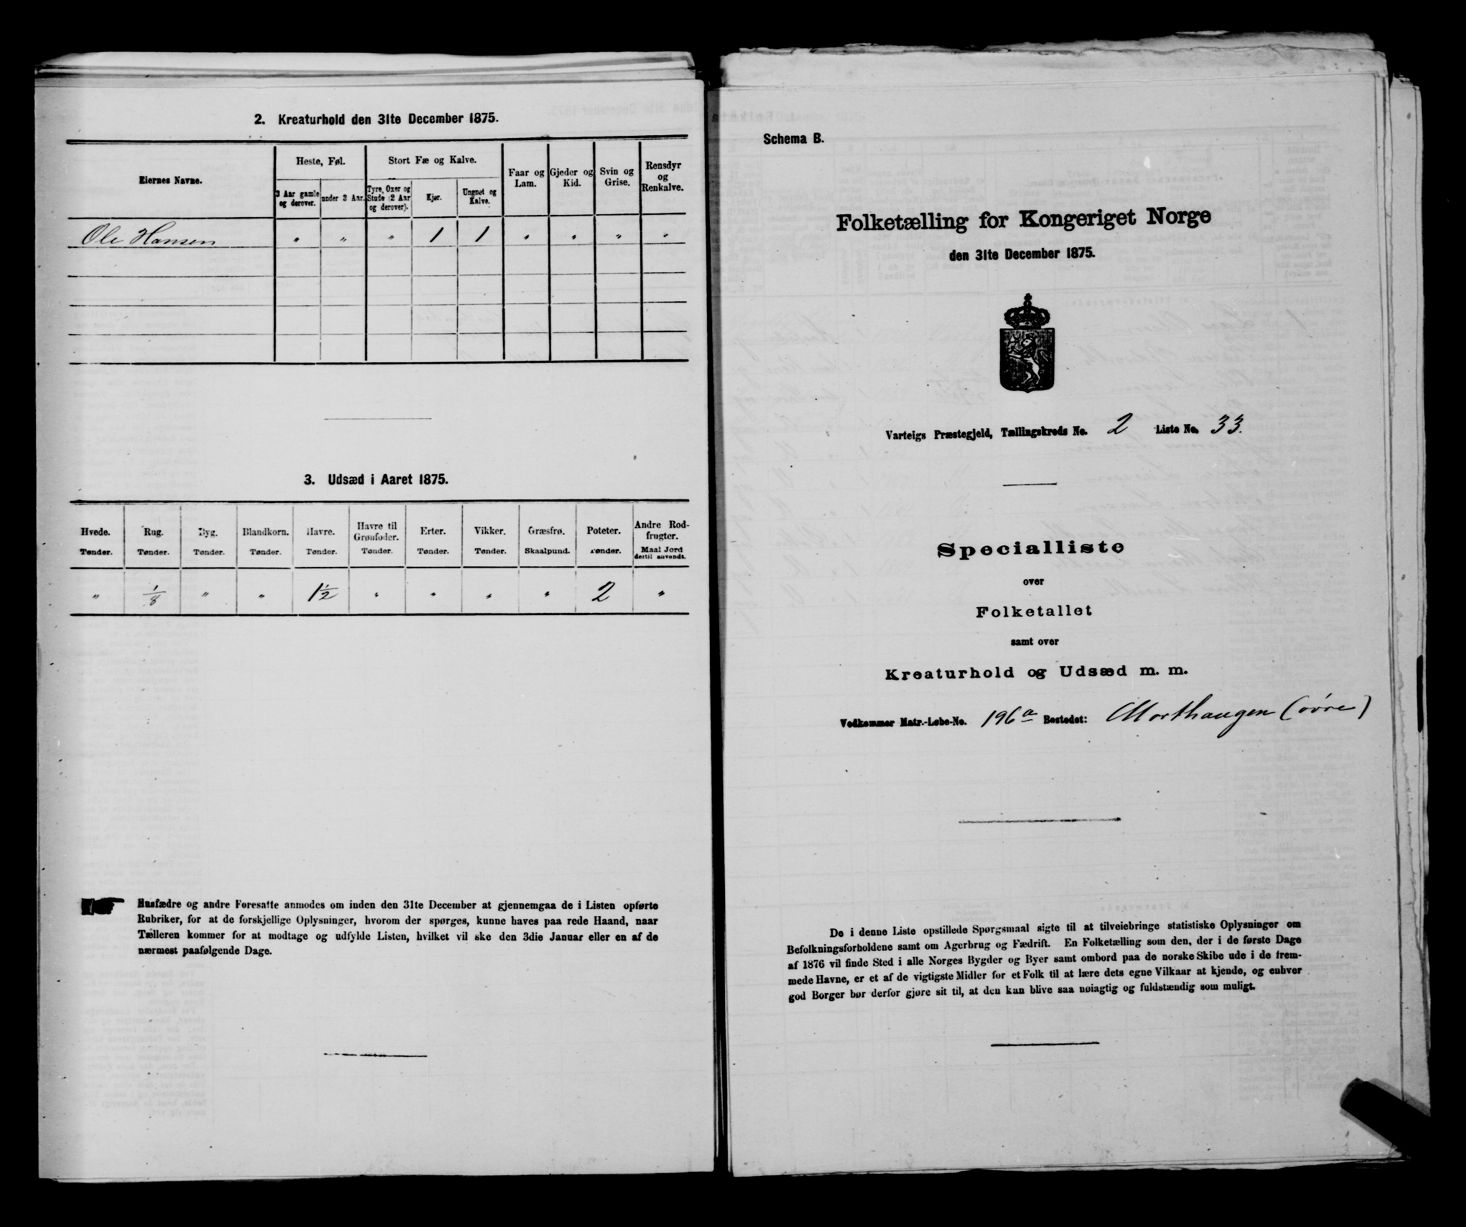 2. Kreaturhold den 31te December 1875.
Eiernes Navne.
Heste, Føl.
Stort Fæ og Kalve.
Faar og Lam.
Gjeder og Kid.
Svin og Grise.
Rensdyr og Renkalve.
3 Aar gamle og derover.
under 3 Aar.
Tyre, Oxer og Stude (2 Aar og derover).
Kjør.
Ungnøt og Kalve.
Ole Hansen " " " 1 1 " " " "
3. Udsæd i Aaret 1875.
Hvede. Rug. Byg. Blandkorn. Havre. Havre til Grønfoder. Erter. Vikker. Græsfrø. Poteter. Andre Rodfrugter.
Tønder. Tønder. Tønder. Tønder. Tønder. Tønder. Tønder. Tønder. Skaalpund. Tønder. Maal Jord dertil anvendt.
" 1/8 " " 1½ " " " " 2 "
Husfædre og andre Foresatte anmodes om inden den 31te December at gjennemgaa de i Listen opførte
Rubriker, for at de forskjellige Oplysninger, hvorom der spørges, kunne haves paa rede Haand, naar
Tælleren kommer for at modtage og udfylde Listen, hvilket vil ske den 3die Januar eller en af de
nærmest paafølgende Dage.
Schema B.
Folketælling for Kongeriget Norge
den 31te December 1875.
Varteigs Præstegjeld, Tællingskreds No. 2 Liste No. 33.
Specialliste
over
Folketallet
samt over
Kreaturhold og Udsæd m. m.
Vedkommer Matr.-Løbe-No. 196a Bostedet: Morthaugen (øvre)
De i denne Liste opstillede Spørgsmaal sigte til at tilveiebringe statistiske Oplysninger om
Befolkningsforholdene samt om Agerbrug og Fædrift. En Folketælling som den, der i de første Dage
af 1876 vil finde Sted i alle Norges Bygder og Byer samt ombord paa de norske Skibe ude i de frem-
mede Havne, er et af de vigtigste Midler for et Folk til at lære dets egne Vilkaar at kjende, og enhver
god Borger bør derfor gjøre sit til, at den kan blive saa nøiagtig og fuldstændig som muligt.